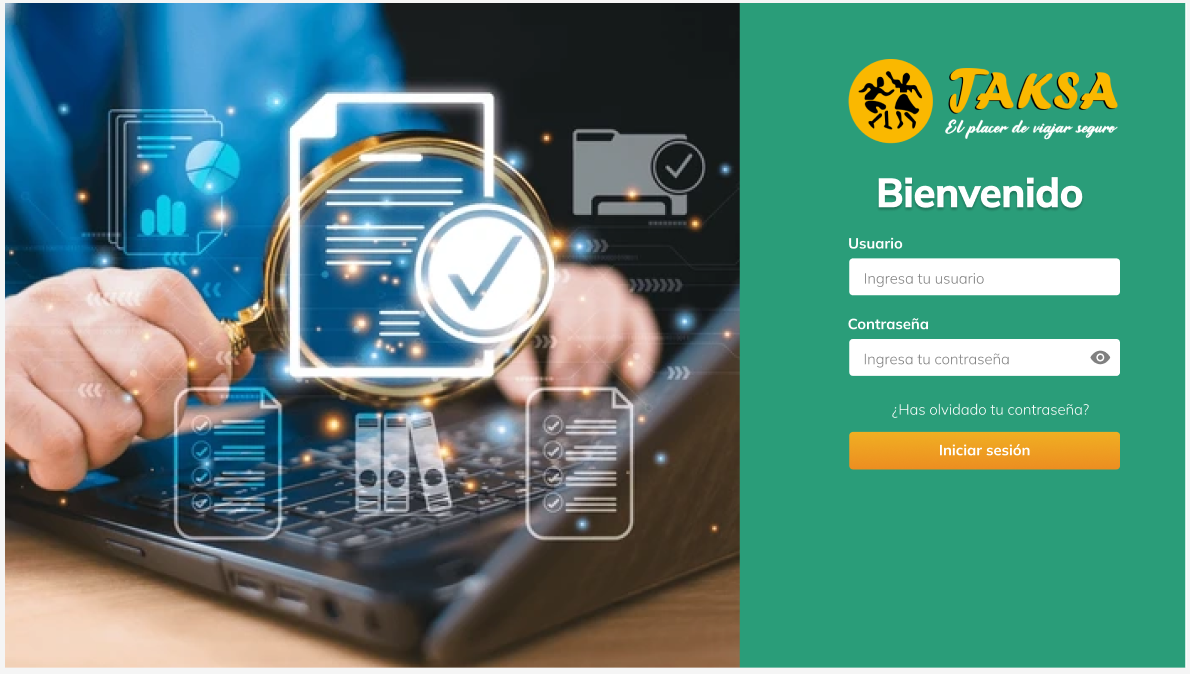 TAKSA
El placer de viajar seguro
Bienvenido
Usuario
Ingresa tu usuario
Contraseña
Ingresa tu contraseña
¿Has olvidado tu contraseña?
Iniciar sesión